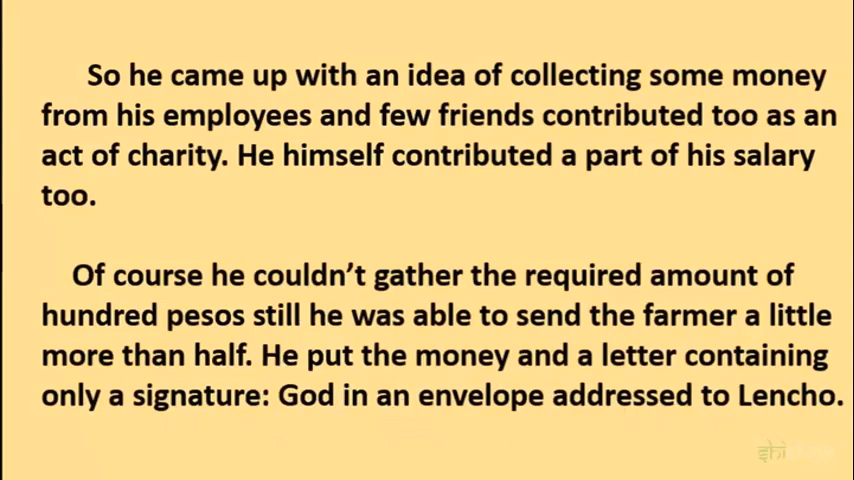 So he came up with an idea of collecting some money
from his employees and few friends contributed too as an
act of charity. He himself contributed a part of his salary
too.
Of course he couldn't gather the required amount of
hundred pesos still he was able to send the farmer a little
more than half. He put the money and a letter containing
only a signature: God in an envelope addressed to Lencho.